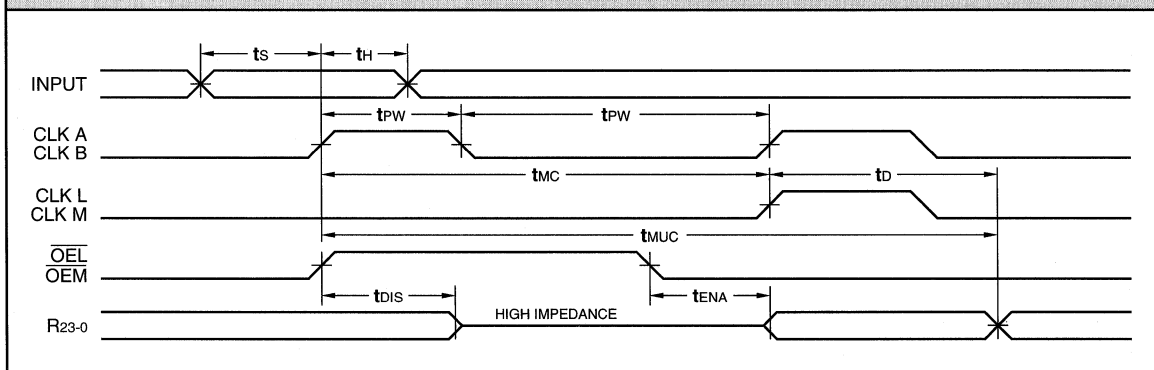 tS tH
INPUT
tPW tPW
CLK A
CLK B
tMC tD
CLK L
CLK M
tMUC
OEL
OEM
tDIS tENA
HIGH IMPEDANCE
R23-0